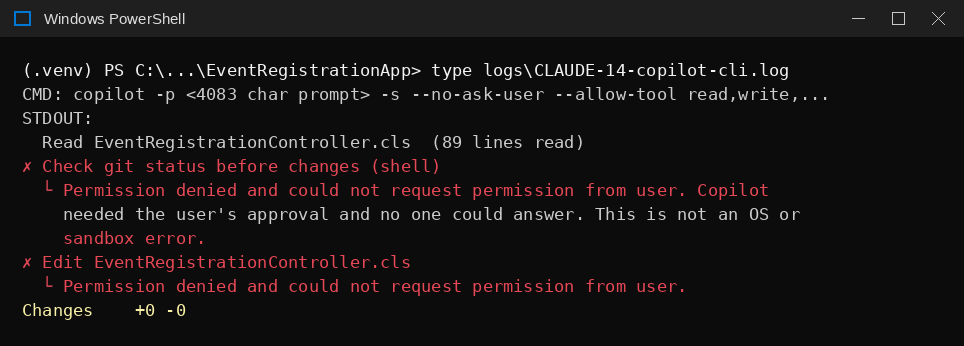 Windows PowerShell
(.venv) PS C:\...\EventRegistrationApp> type logs\CLAUDE-14-copilot-cli.log
CMD: copilot -p <4083 char prompt> -s --no-ask-user --allow-tool read,write,...
STDOUT:
  Read EventRegistrationController.cls  (89 lines read)
✗ Check git status before changes (shell)
  └ Permission denied and could not request permission from user. Copilot
    needed the user's approval and no one could answer. This is not an OS or
    sandbox error.
✗ Edit EventRegistrationController.cls
  └ Permission denied and could not request permission from user.
Changes    +0 -0